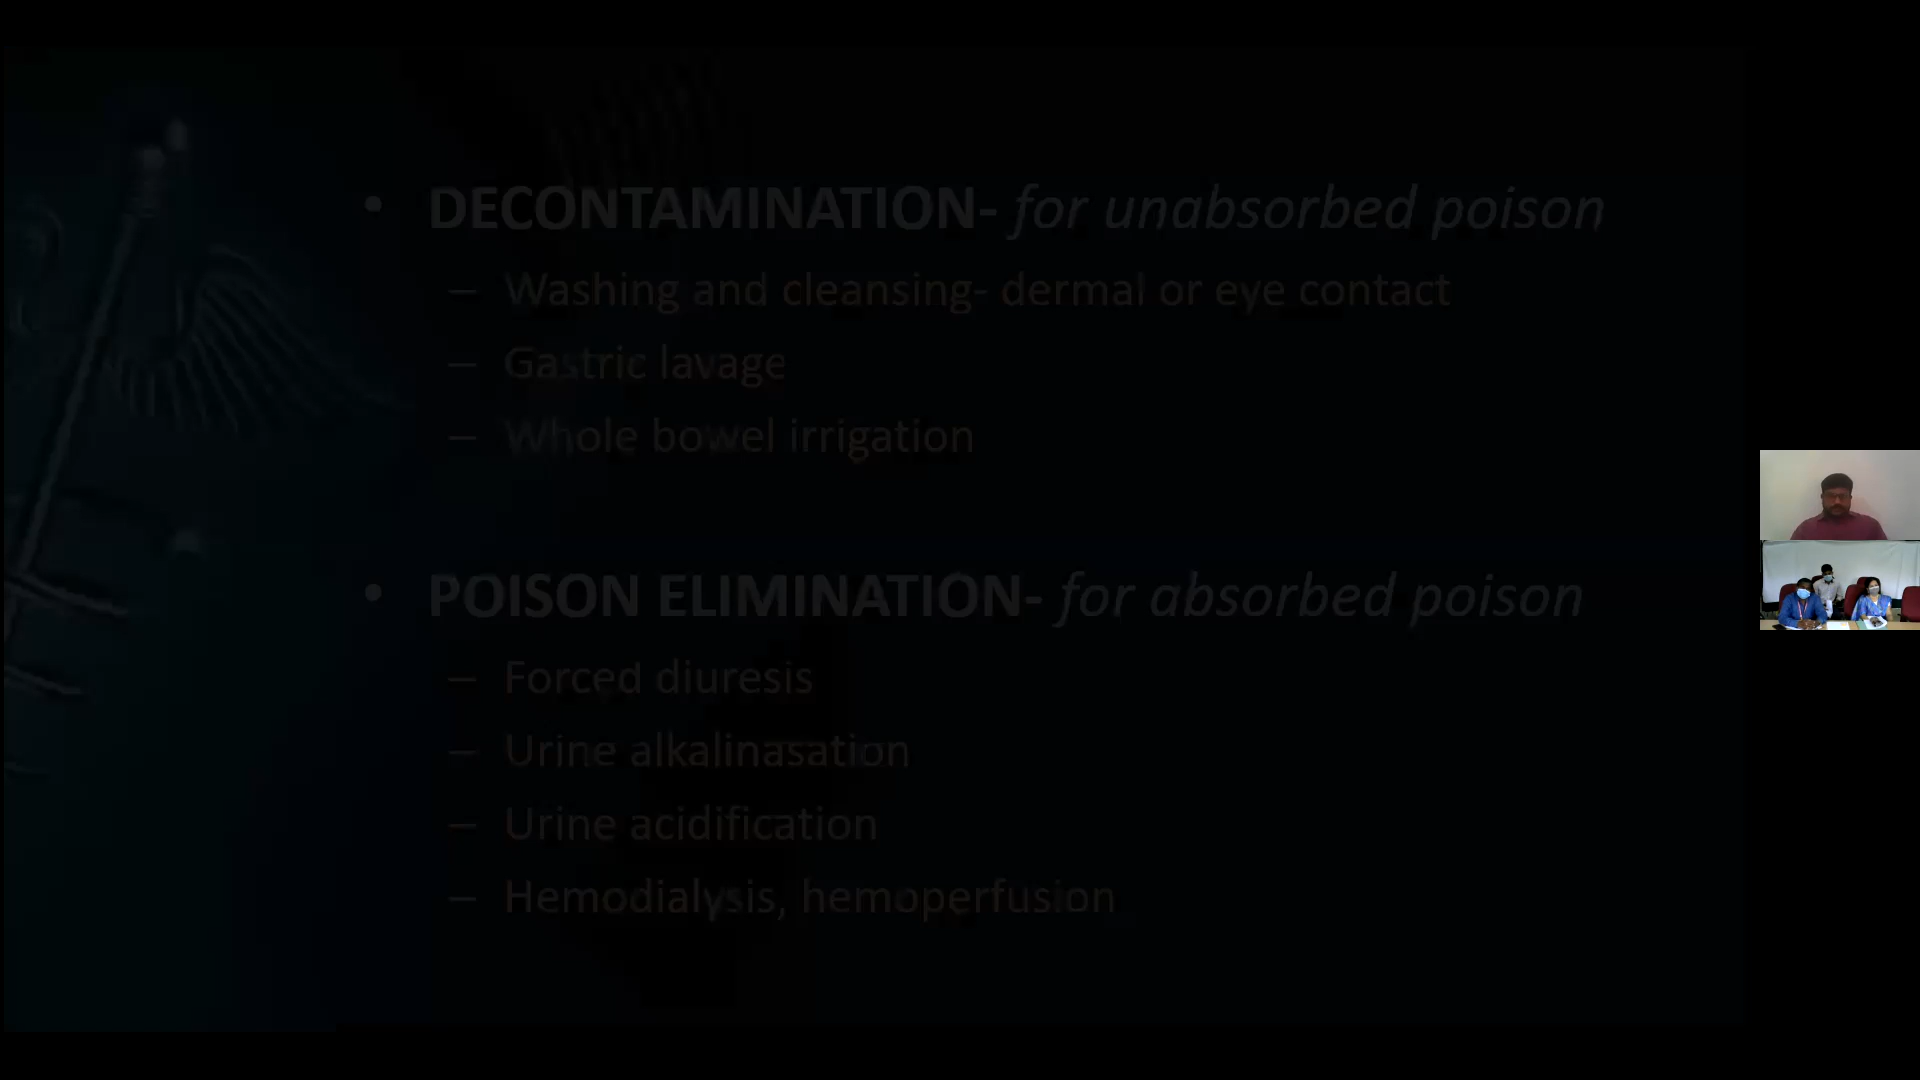 • DECONTAMINATION- for unabsorbed poison
– Washing and cleansing- dermal or eye contact
– Gastric lavage
– Whole bowel irrigation
• POISON ELIMINATION- for absorbed poison
– Forced diuresis
– Urine alkalinasation
– Urine acidification
– Hemodialysis, hemoperfusion